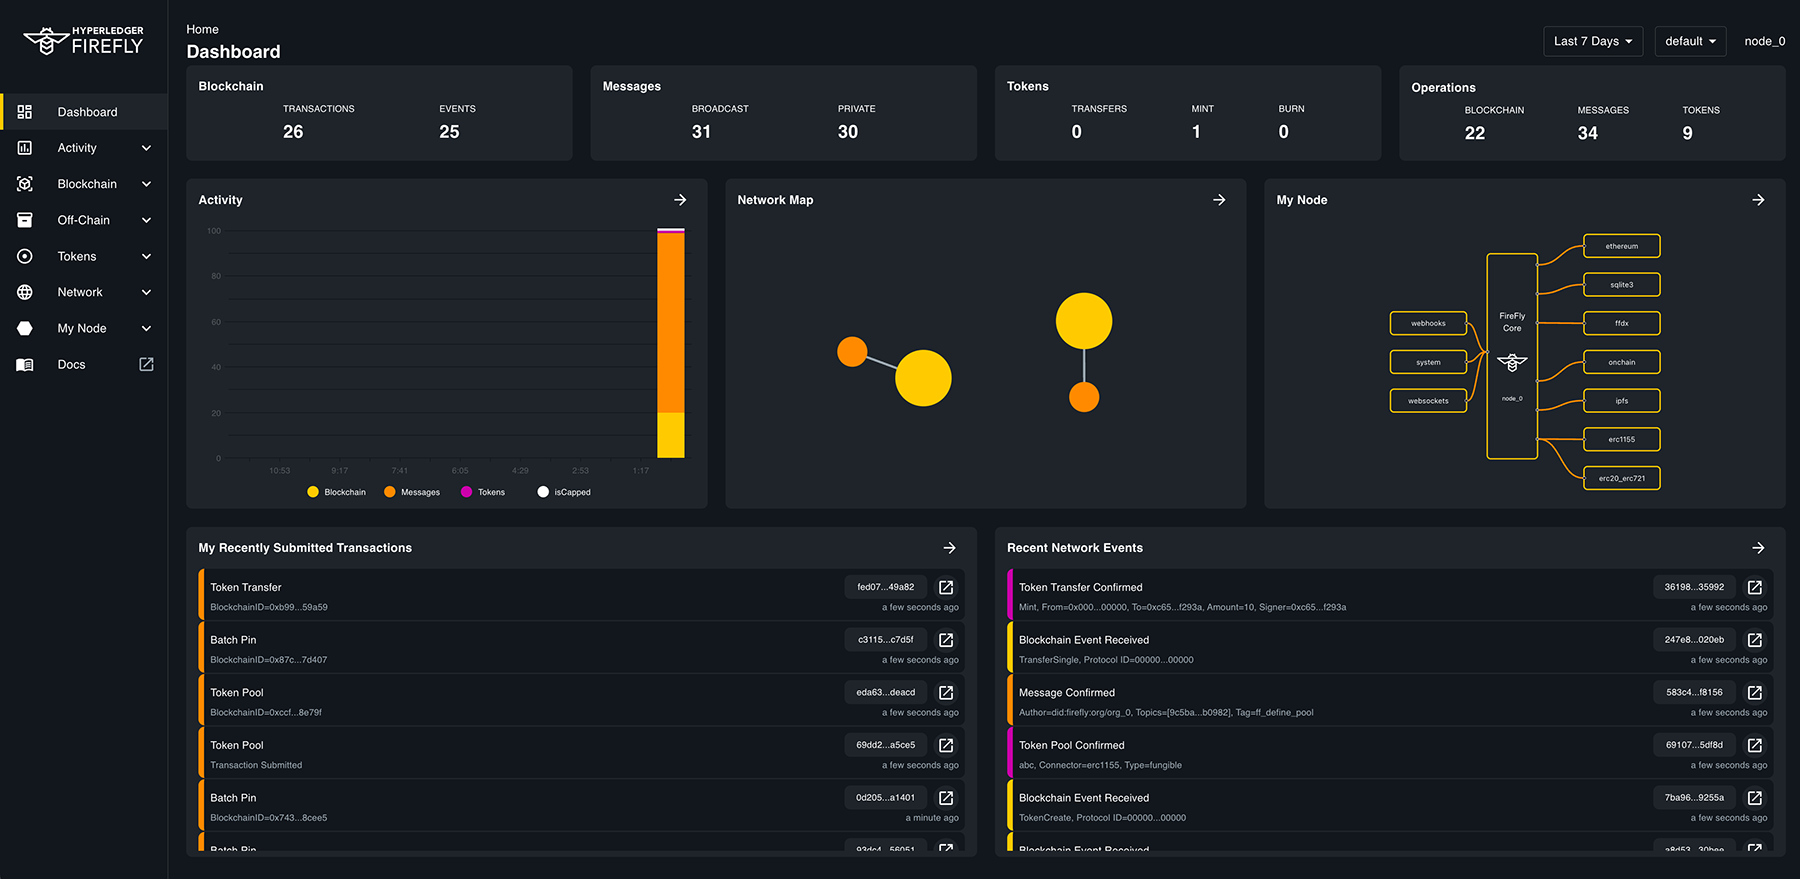 HYPERLEDGER
FIREFLY
Dashboard
Activity
Blockchain
Off-Chain
Tokens
Network
My Node
Docs
Home
Dashboard
Last 7 Days
default
node_0
Blockchain
TRANSACTIONS EVENTS
26 25
Messages
BROADCAST PRIVATE
31 30
Tokens
TRANSFERS MINT BURN
0 1 0
Operations
BLOCKCHAIN MESSAGES TOKENS
22 34 9
Activity
100
80
60
40
20
0
10:53 9:17 7:41 6:05 4:29 2:53 1:17
Blockchain Messages Tokens isCapped
Network Map
My Node
webhooks
system
websockets
FireFly
Core
node_0
ethereum
sqlite3
ffdx
onchain
ipfs
erc1155
erc20_erc721
My Recently Submitted Transactions
Token Transfer fed07...49a82
BlockchainID=0xb99...59a59 a few seconds ago
Batch Pin c3115...c7d5f
BlockchainID=0x87c...7d407 a few seconds ago
Token Pool eda63...deacd
BlockchainID=0xccf...8e79f a few seconds ago
Token Pool 69dd2...a5ce5
Transaction Submitted a few seconds ago
Batch Pin 0d205...a1401
BlockchainID=0x743...8cee5 a minute ago
Batch Pin 93dc4...56051
Recent Network Events
Token Transfer Confirmed 36198...35992
Mint, From=0x000...00000, To=0xc65...f293a, Amount=10, Signer=0xc65...f293a a few seconds ago
Blockchain Event Received 247e8...020eb
TransferSingle, Protocol ID=00000...00000 a few seconds ago
Message Confirmed 583c4...f8156
Author=did:firefly:org/org_0, Topics=[9c5ba...b0982], Tag=ff_define_pool a few seconds ago
Token Pool Confirmed 69107...5df8d
abc, Connector=erc1155, Type=fungible a few seconds ago
Blockchain Event Received 7ba96...9255a
TokenCreate, Protocol ID=00000...00000 a few seconds ago
Blockchain Event Received a8d53...30bee